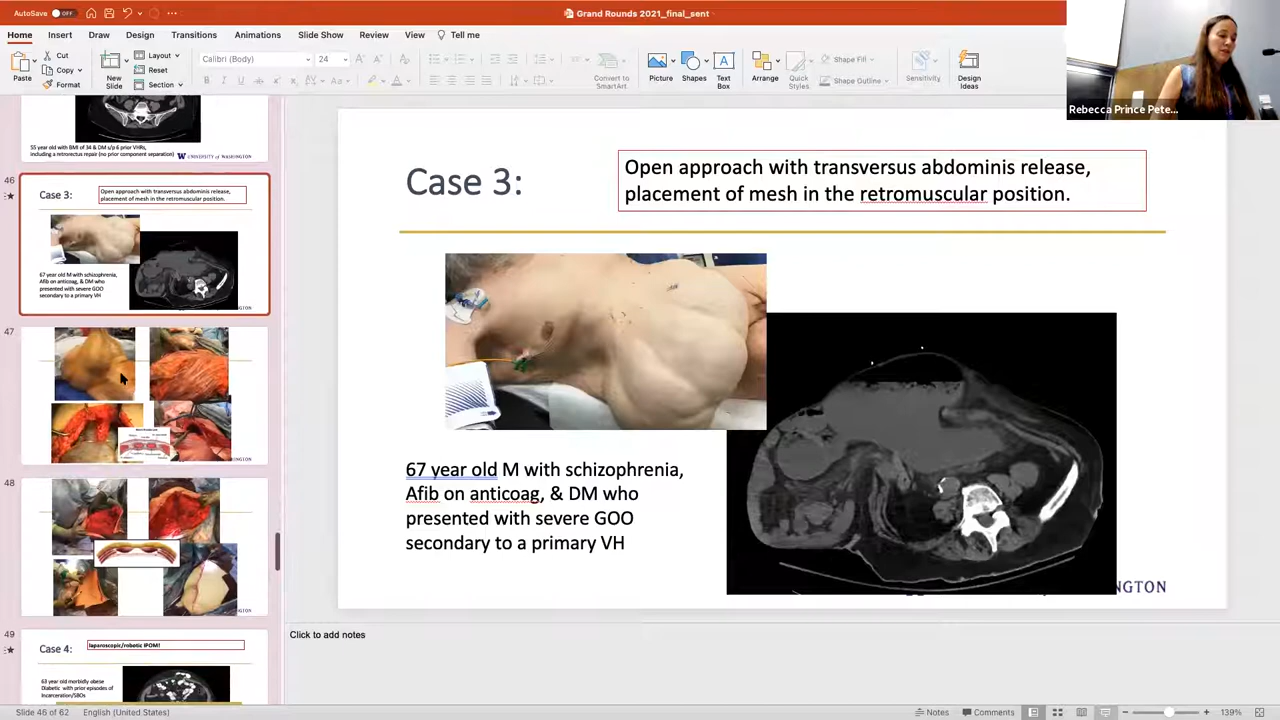 AutoSave OFF
Grand Rounds 2021_final_sent
Home Insert Draw Design Transitions Animations Slide Show Review View Tell me
Paste
Cut
Copy
Format
New
Slide
Layout
Reset
Section
Calibri (Body) 24
Convert to
SmartArt
Picture
Shapes
Text
Box
Arrange
Quick
Styles
Shape Fill
Shape Outline
Sensitivity
Design
Ideas
Rebecca Prince Pete...
55 year old with BMI of 34 & DM s/p 6 prior VHRs,
including a retrorectus repair (no prior component separation)
W UNIVERSITY of WASHINGTON
46
Case 3:
Open approach with transversus abdominis release,
placement of mesh in the retromuscular position.
67 year old M with schizophrenia,
Afib on anticoag, & DM who
presented with severe GOO
secondary to a primary VH
47
48
49
Case 4:
laparoscopic/robotic IPOM!
63 year old morbidly obese
Diabetic with prior episodes of
Incarceration/SBOs
Case 3:
Open approach with transversus abdominis release,
placement of mesh in the retromuscular position.
67 year old M with schizophrenia,
Afib on anticoag, & DM who
presented with severe GOO
secondary to a primary VH
NGTON
Click to add notes
Slide 46 of 62 English (United States)
Notes Comments 139%